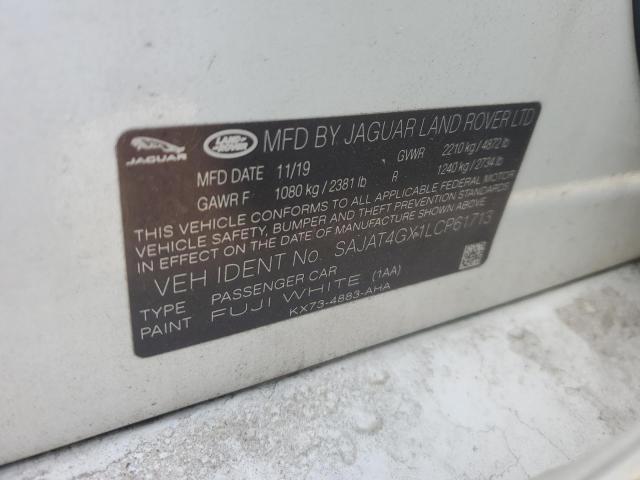 JAGUAR LAND ROVER MFD BY JAGUAR LAND ROVER LTD
MFD DATE 11/19 GVWR 2210 kg / 4872 lb
GAWR F 1080 kg / 2381 lb R 1240 kg / 2734 lb
THIS VEHICLE CONFORMS TO ALL APPLICABLE FEDERAL MOTOR
VEHICLE SAFETY, BUMPER AND THEFT PREVENTION STANDARDS
IN EFFECT ON THE DATE OF MANUFACTURE SHOWN ABOVE.
VEH IDENT No. SAJAT4GX1LCP61713
TYPE PASSENGER CAR
PAINT FUJI WHITE (1AA)
KX73-4883-AHA